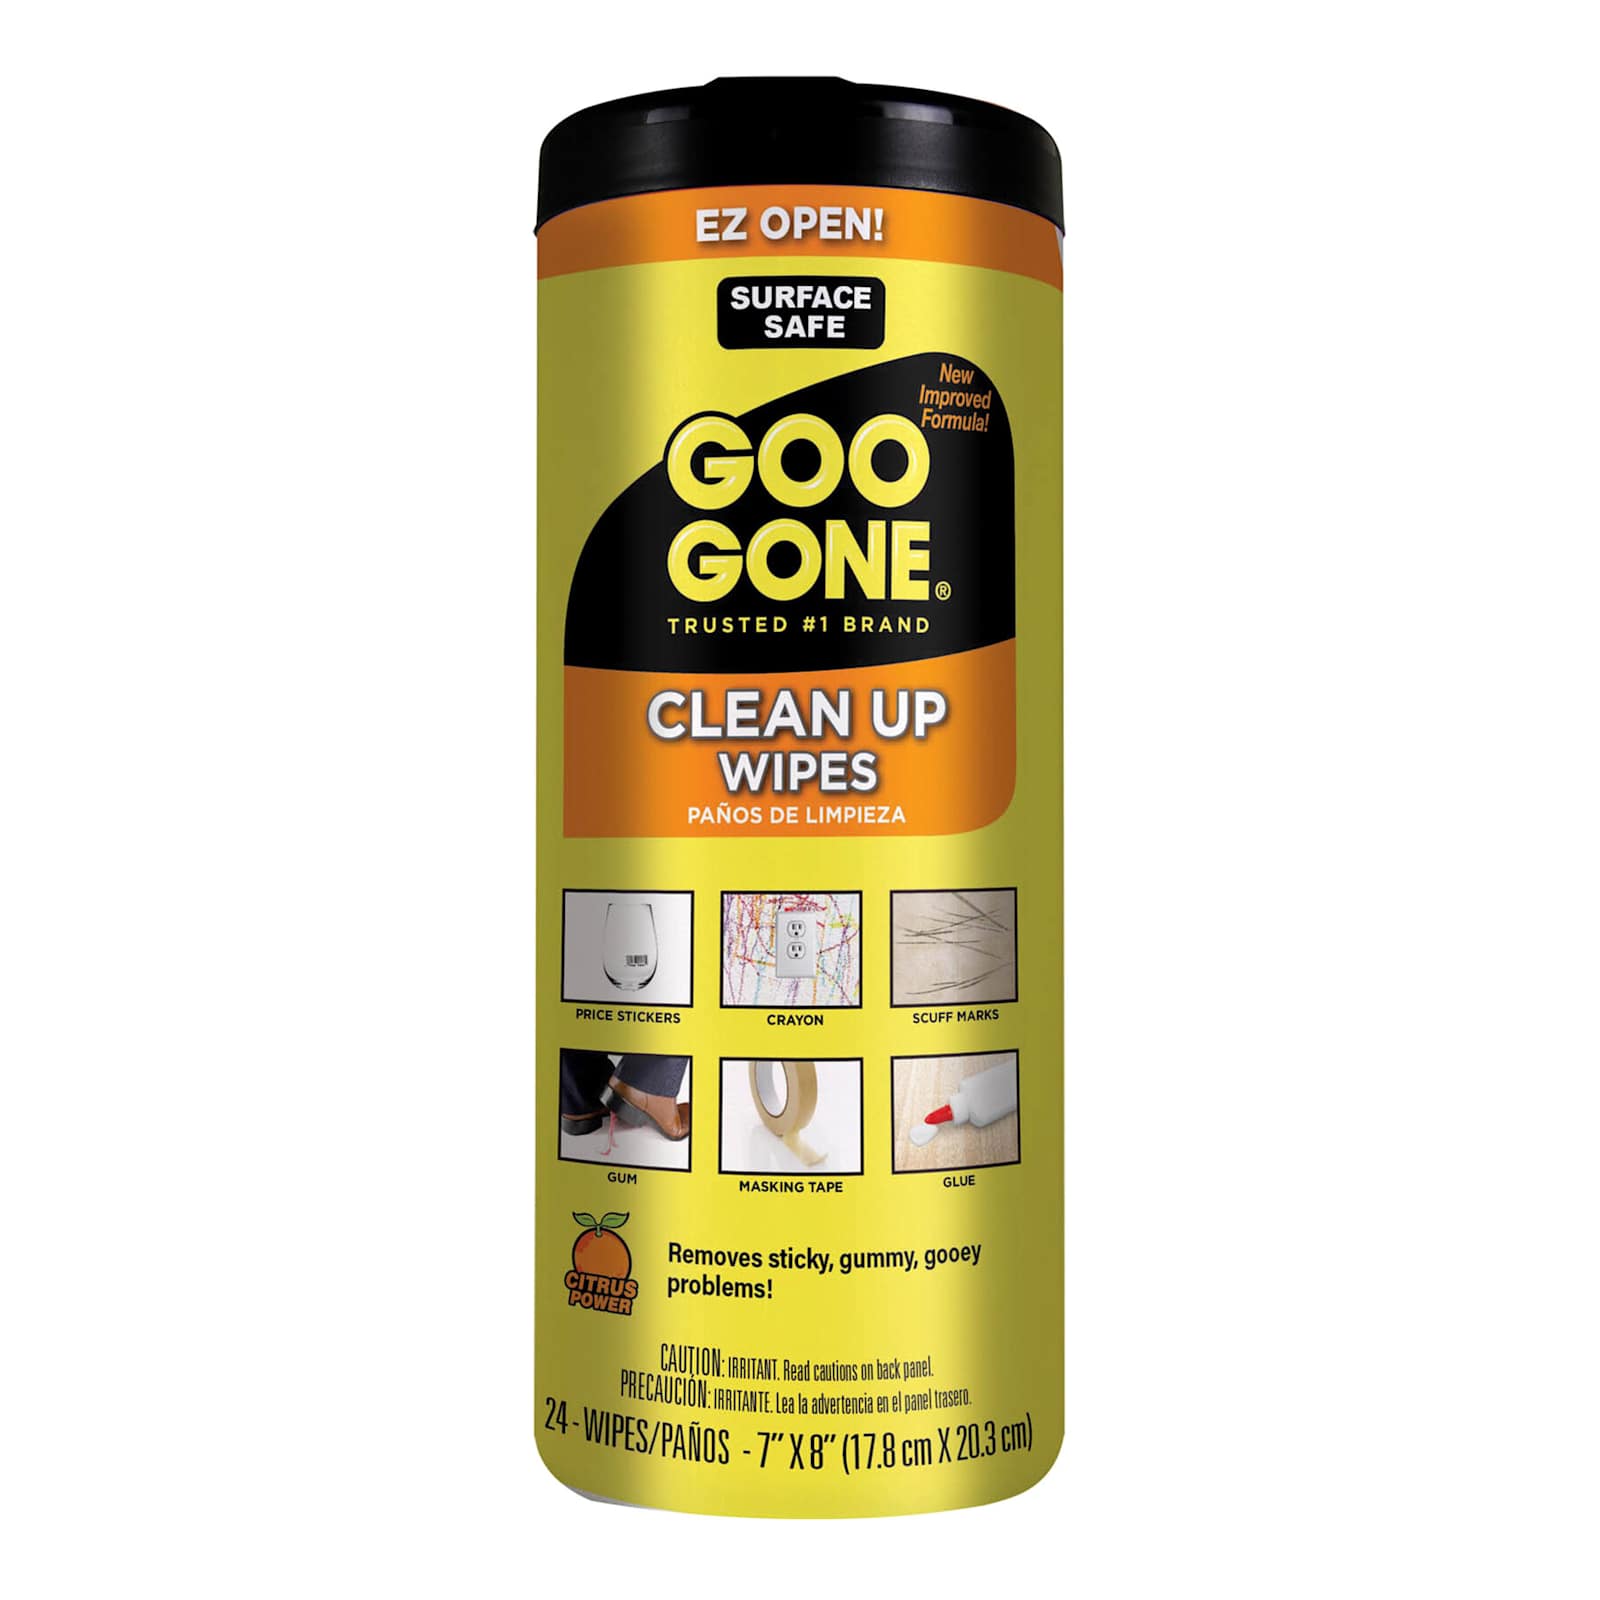 EZ OPEN!
SURFACE
SAFE
New
Improved
Formula!
GOO
GONE®
TRUSTED #1 BRAND
CLEAN UP
WIPES
PAÑOS DE LIMPIEZA
PRICE STICKERS
CRAYON
SCUFF MARKS
GUM
MASKING TAPE
GLUE
CITRUS
POWER
Removes sticky, gummy, gooey
problems!
CAUTION: IRRITANT. Read cautions on back panel.
PRECAUCIÓN: IRRITANTE. Lea la advertencia en el panel trasero.
24 - WIPES/PAÑOS - 7" X 8" (17.8 cm X 20.3 cm)